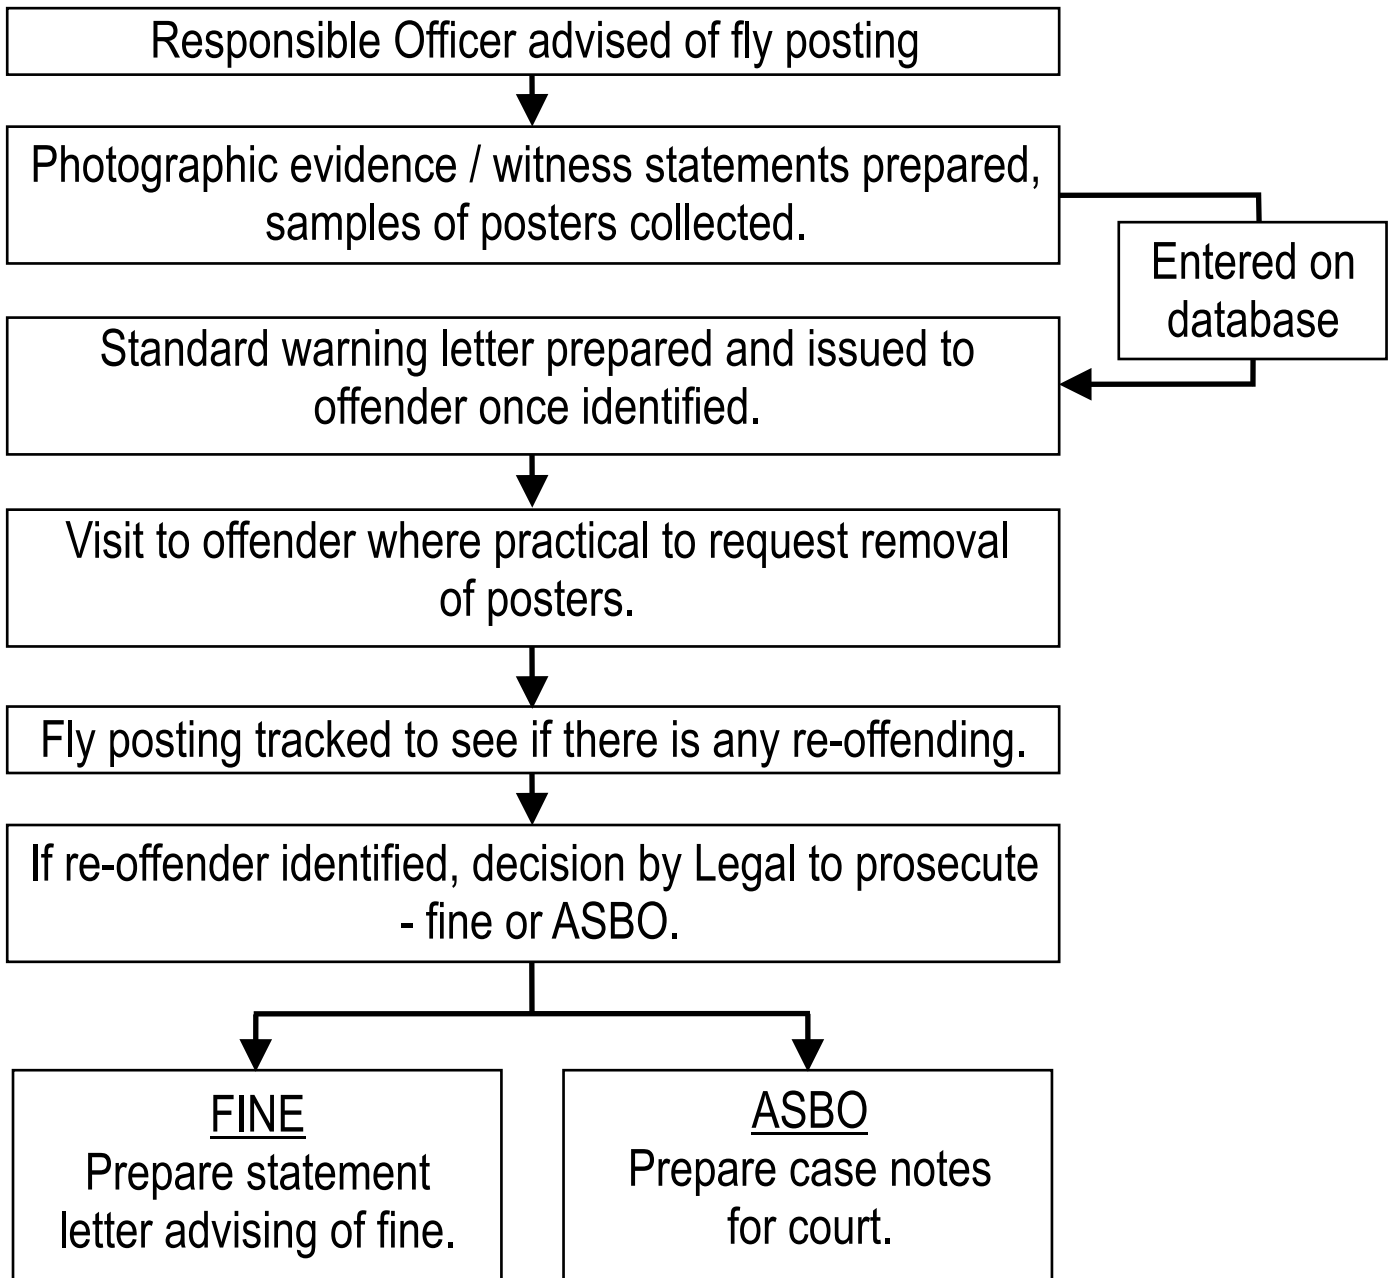 Responsible Officer advised of fly posting
Photographic evidence / witness statements prepared,
samples of posters collected.
Entered on
database
Standard warning letter prepared and issued to
offender once identified.
Visit to offender where practical to request removal
of posters.
Fly posting tracked to see if there is any re-offending.
If re-offender identified, decision by Legal to prosecute
- fine or ASBO.
FINE
Prepare statement
letter advising of fine.
ASBO
Prepare case notes
for court.